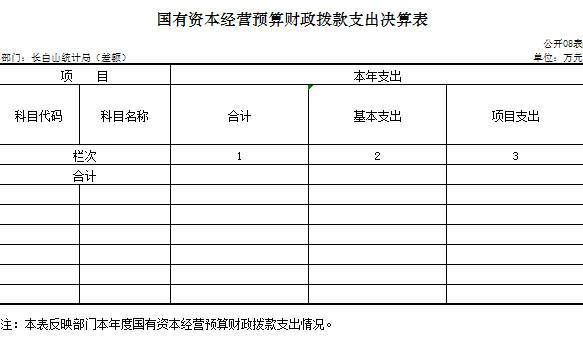 国有资本经营预算财政拨款支出决算表
公开08表
部门：长白山统计局（差额） 单位：万元
项 目 本年支出
科目代码 科目名称 合计 基本支出 项目支出
栏次 1 2 3
合计
注：本表反映部门本年度国有资本经营预算财政拨款支出情况。